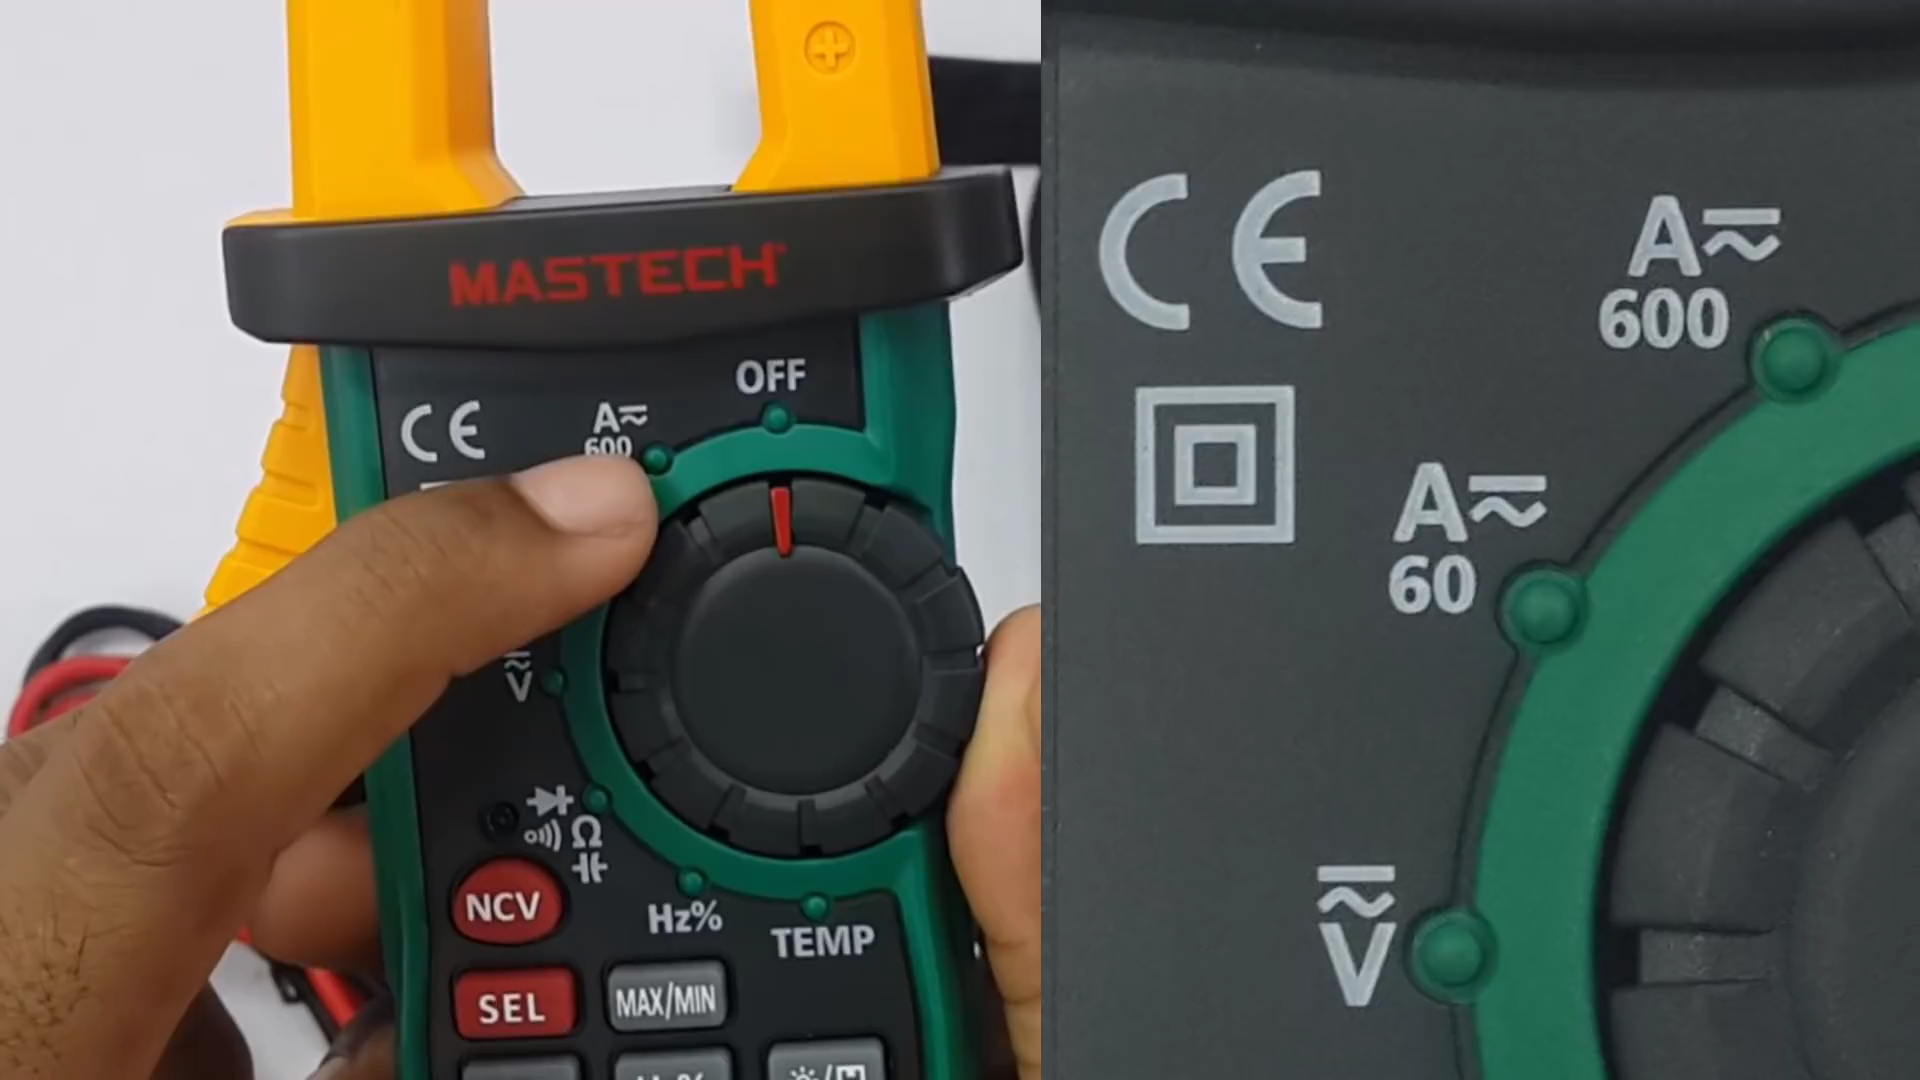 MASTECH
OFF
CE
A
600
V
Ω
NCV
Hz%
TEMP
SEL
MAX/MIN
CE
A
600
A
60
V